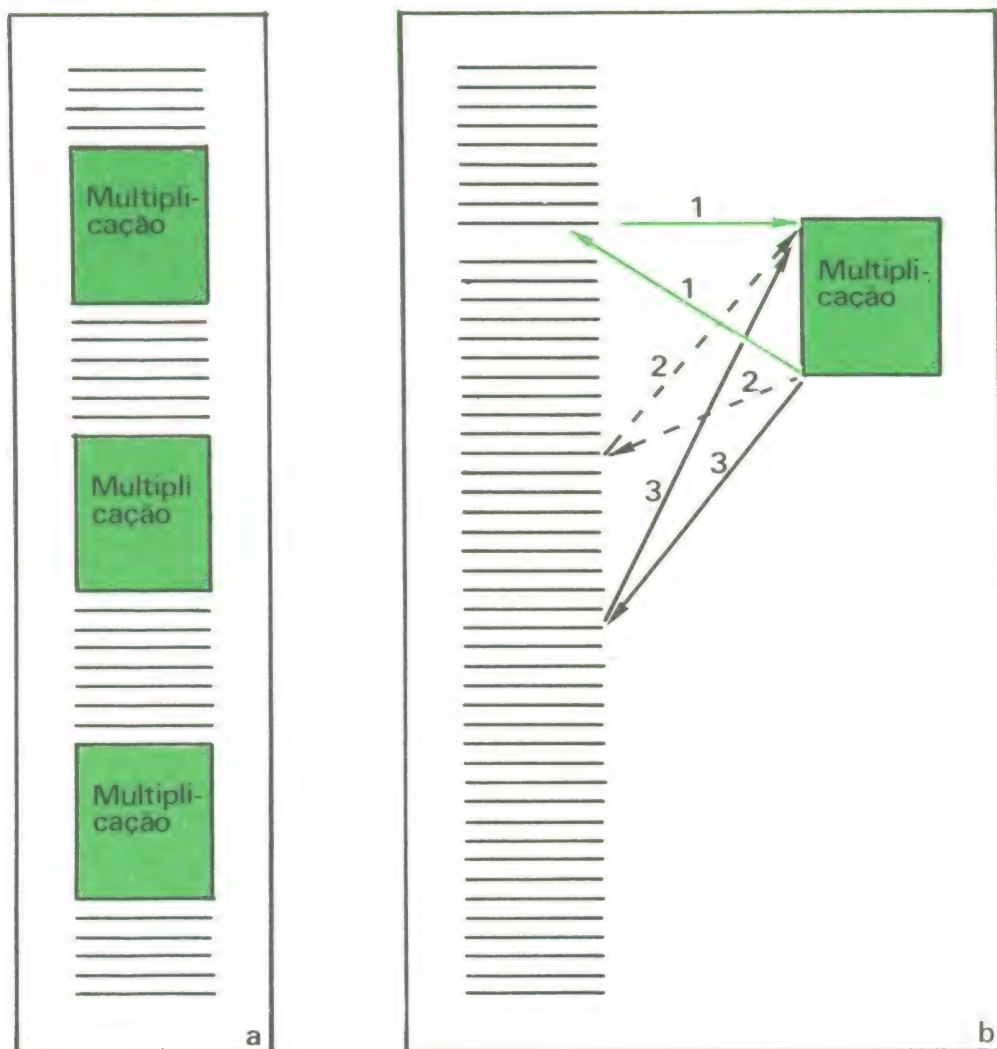 Multipli-
cação
Multipli
cação
Multipli-
cação
a
1
1
2
2
3
3
Multipli-
cação
b